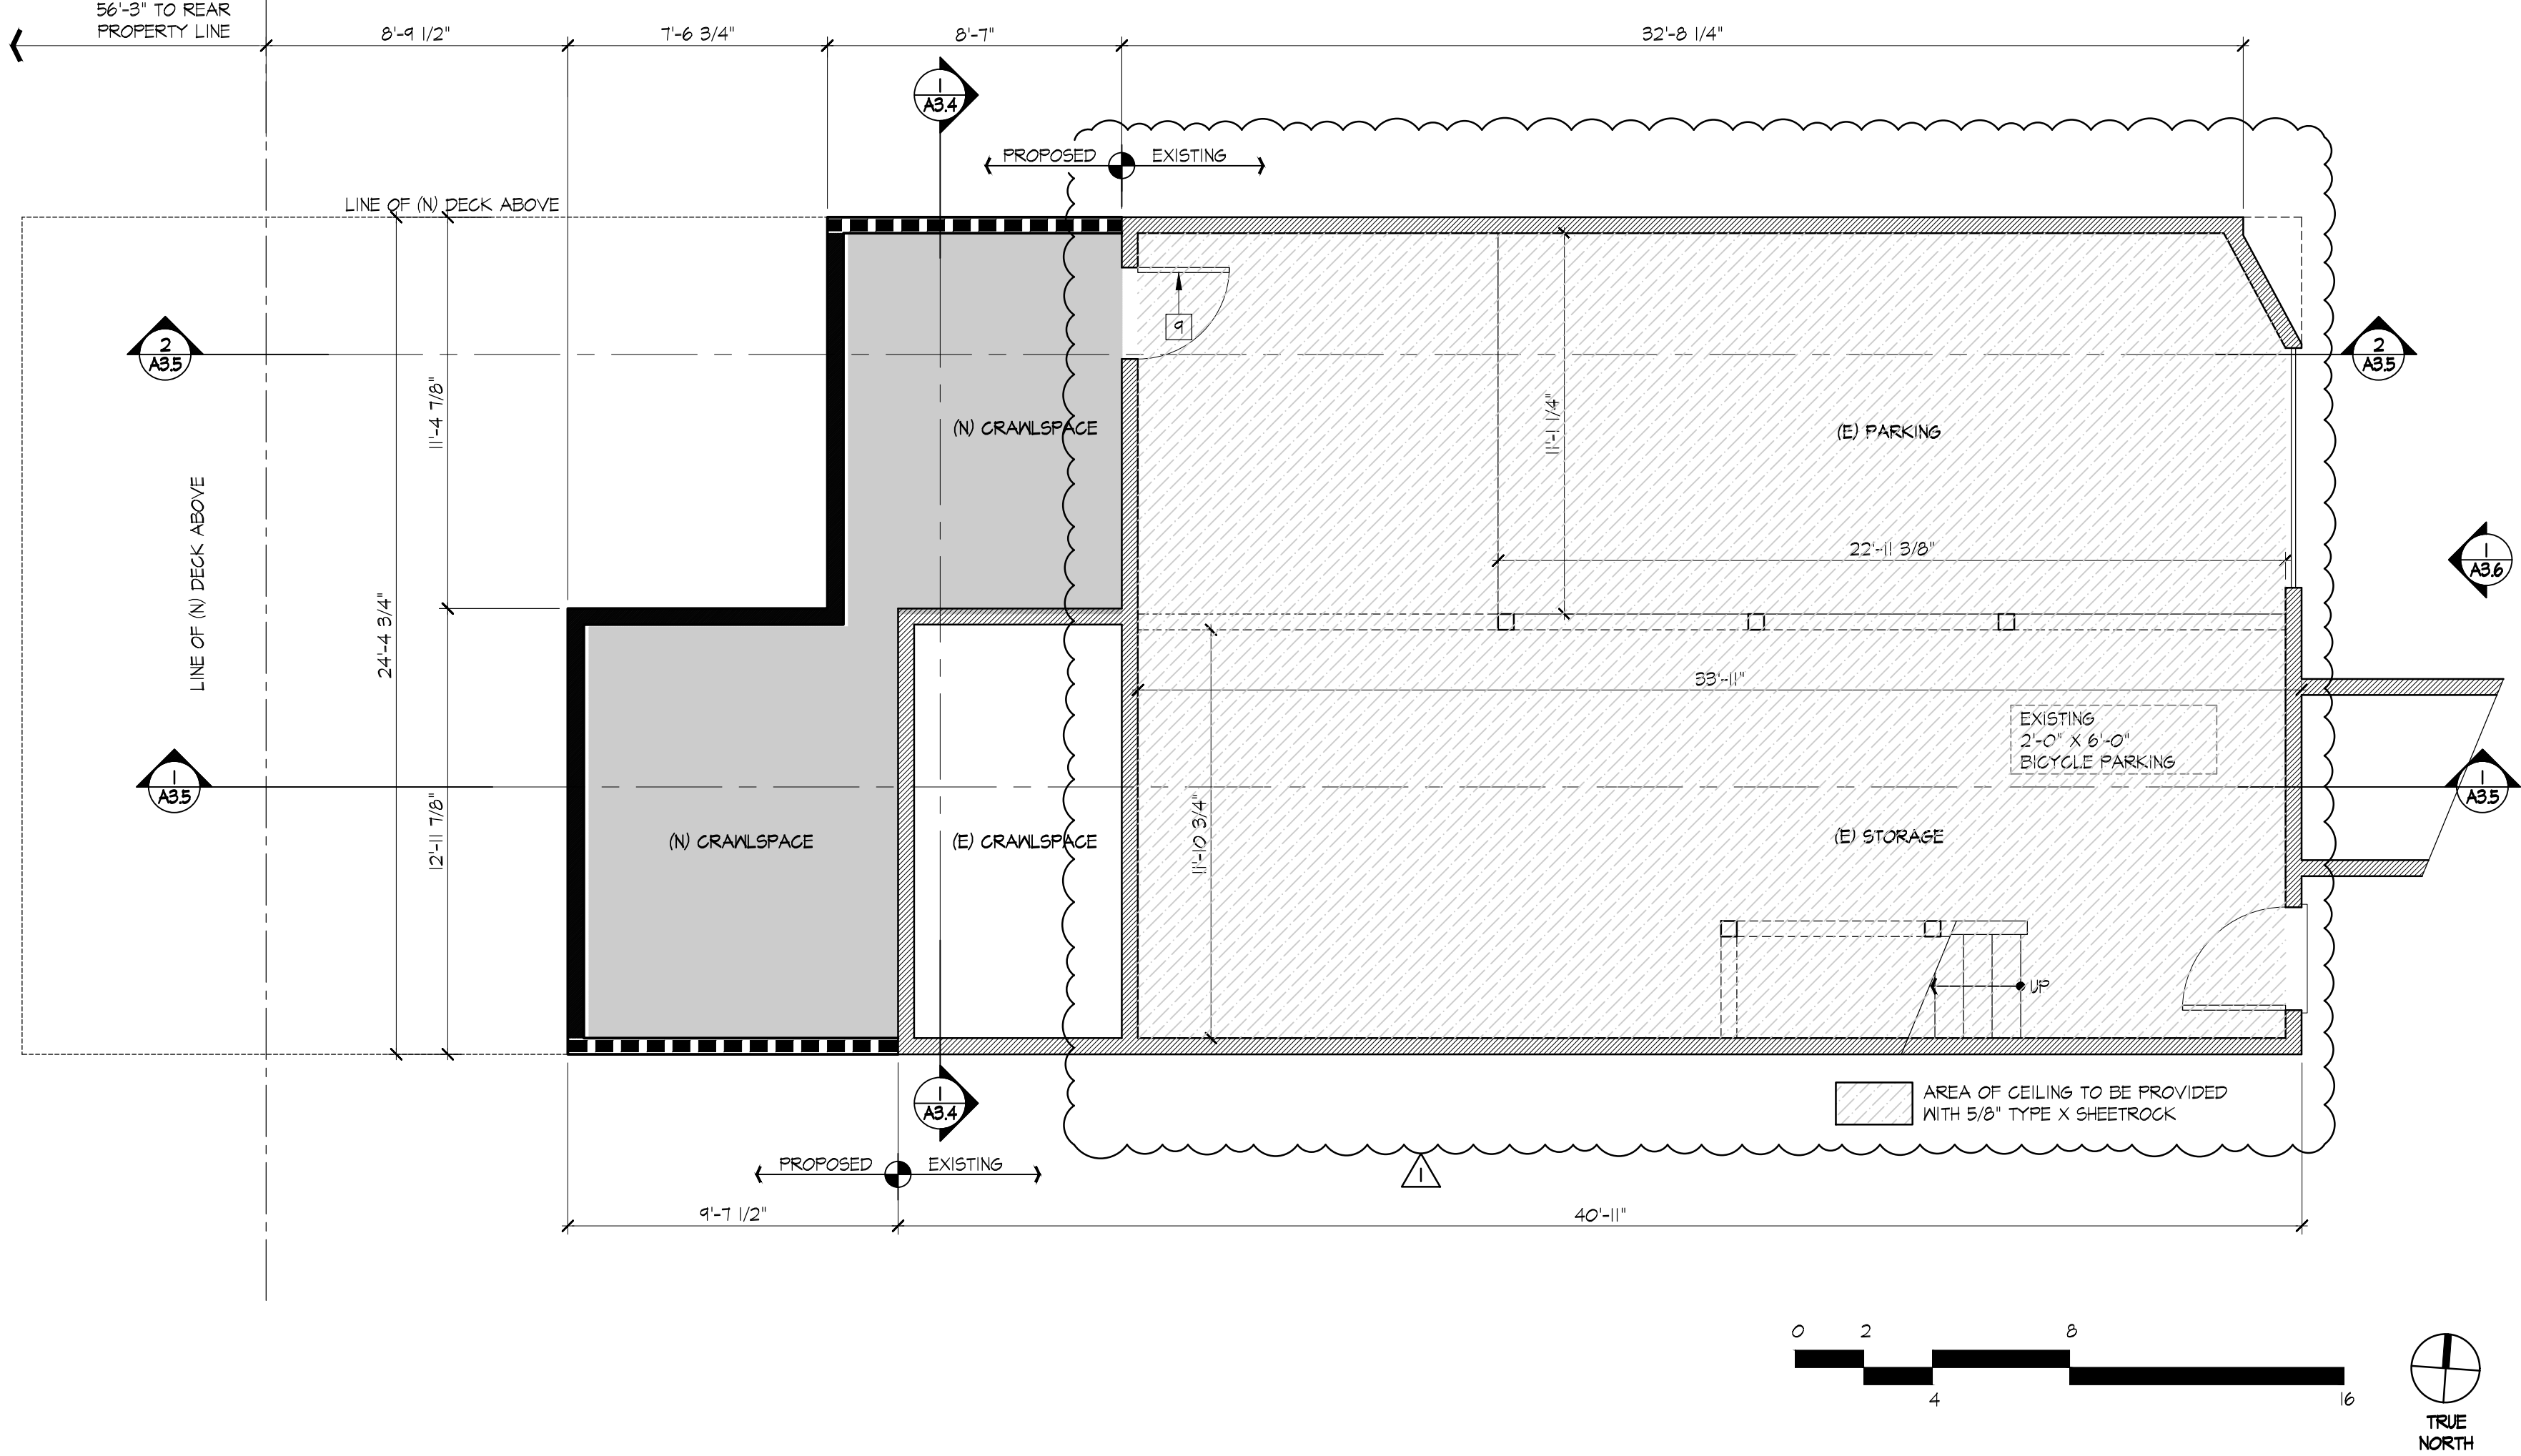 56'-3" TO REAR
PROPERTY LINE
8'-9 1/2"
7'-6 3/4"
8'-7"
32'-8 1/4"
1
A3.4
PROPOSED
EXISTING
LINE OF (N) DECK ABOVE
9
2
A3.5
2
A3.5
11'-4 7/8"
11'-1 1/4"
(N) CRAWLSPACE
(E) PARKING
LINE OF (N) DECK ABOVE
22'-11 3/8"
1
A3.6
24'-4 3/4"
33'-11"
EXISTING
2'-0" X 6'-0"
BICYCLE PARKING
1
A3.5
1
A3.5
12'-11 7/8"
11'-10 3/4"
(N) CRAWLSPACE
(E) CRAWLSPACE
(E) STORAGE
UP
1
A3.4
AREA OF CEILING TO BE PROVIDED
WITH 5/8" TYPE X SHEETROCK
PROPOSED
EXISTING
1
9'-7 1/2"
40'-11"
0
2
8
4
16
TRUE
NORTH